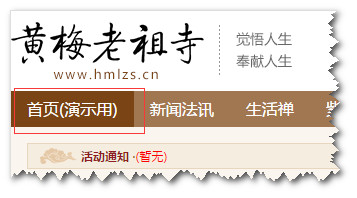 黄梅老祖寺
www.hmlzs.cn
觉悟人生
奉献人生
首页(演示用) 新闻法讯 生活禅
活动通知·(暂无)